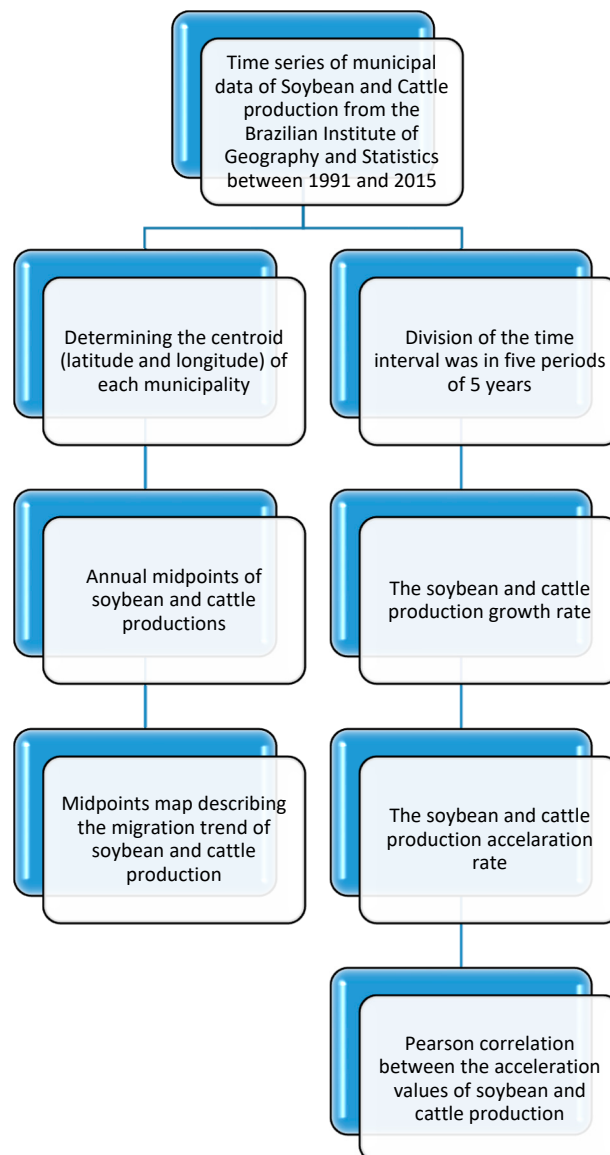 Time series of municipal
data of Soybean and Cattle
production from the
Brazilian Institute of
Geography and Statistics
between 1991 and 2015
Determining the centroid
(latitude and longitude) of
each municipality
Division of the time
interval was in five periods
of 5 years
Annual midpoints of
soybean and cattle
productions
The soybean and cattle
production growth rate
Midpoints map describing
the migration trend of
soybean and cattle
production
The soybean and cattle
production accelaration
rate
Pearson correlation
between the acceleration
values of soybean and
cattle production